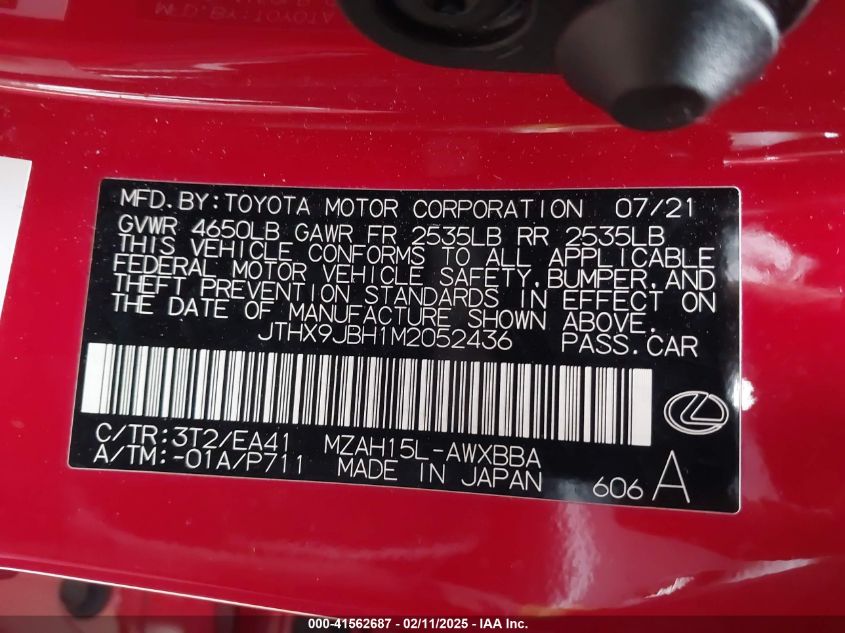 MFD.BY:TOYOTA MOTOR CORPORATION 07/21
GVWR 4650LB GAWR FR 2535LB RR 2535LB
THIS VEHICLE CONFORMS TO ALL APPLICABLE
FEDERAL MOTOR VEHICLE SAFETY,BUMPER,AND
THEFT PREVENTION STANDARDS IN EFFECT ON
THE DATE OF MANUFACTURE SHOWN ABOVE.
JTHX9JBH1M2052436 PASS.CAR
C/TR:3T2/EA41 MZAH15L-AWXBBA
A/TM:-01A/P711 MADE IN JAPAN 606 A
000-41562687 - 02/11/2025 - IAA Inc.